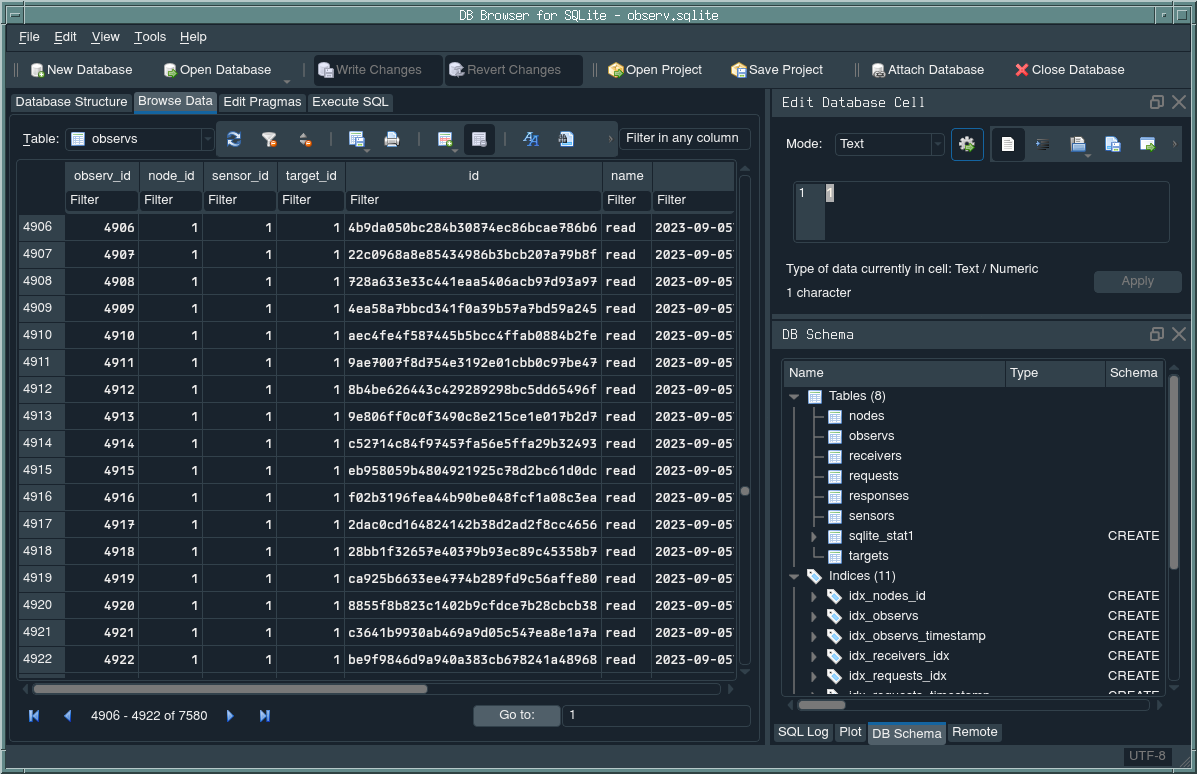 DB Browser for SQLite - observ.sqlite
File Edit View Tools Help
New Database Open Database Write Changes Revert Changes Open Project Save Project Attach Database Close Database
Database Structure Browse Data Edit Pragmas Execute SQL
Table: observs Filter in any column
observ_id node_id sensor_id target_id id name
Filter Filter Filter Filter Filter Filter Filter
4906 4906 1 1 1 4b9da050bc284b30874ec86bcae786b6 read 2023-09-05
4907 4907 1 1 1 22c0968a8e85434986b3bcb207a79b8f read 2023-09-05
4908 4908 1 1 1 728a633e33c441eaa5406acb97d93a97 read 2023-09-05
4909 4909 1 1 1 4ea58a7bbcd341f0a39b57a7bd59a245 read 2023-09-05
4910 4910 1 1 1 aec4fe4f587445b5bcc4ffab0884b2fe read 2023-09-05
4911 4911 1 1 1 9ae7007f8d754e3192e01cbb0c97be47 read 2023-09-05
4912 4912 1 1 1 8b4be626443c429289298bc5dd65496f read 2023-09-05
4913 4913 1 1 1 9e806ff0c0f3490c8e215ce1e017b2d7 read 2023-09-05
4914 4914 1 1 1 c52714c84f97457fa56e5ffa29b32493 read 2023-09-05
4915 4915 1 1 1 eb958059b4804921925c78d2bc61d0dc read 2023-09-05
4916 4916 1 1 1 f02b3196fea44b90be048fcf1a08c3ea read 2023-09-05
4917 4917 1 1 1 2dac0cd164824142b38d2ad2f8cc4656 read 2023-09-05
4918 4918 1 1 1 28bb1f32657e40379b93ec89c45358b7 read 2023-09-05
4919 4919 1 1 1 ca925b6633ee4774b289fd9c56affe80 read 2023-09-05
4920 4920 1 1 1 8855f8b823c1402b9cfdce7b28cbcb38 read 2023-09-05
4921 4921 1 1 1 c3641b9930ab469a9d05c547ea8e1a7a read 2023-09-05
4922 4922 1 1 1 be9f9846d9a940a383cb678241a48968 read 2023-09-05
4906 - 4922 of 7580 Go to: 1
Edit Database Cell
Mode: Text
1 1
Type of data currently in cell: Text / Numeric
1 character
Apply
DB Schema
Name Type Schema
Tables (8)
nodes
observs
receivers
requests
responses
sensors
sqlite_stat1 CREATE
targets
Indices (11)
idx_nodes_id CREATE
idx_observs CREATE
idx_observs_timestamp CREATE
idx_receivers_idx CREATE
idx_requests_idx CREATE
idx_requests_timestamp CREATE
SQL Log Plot DB Schema Remote
UTF-8